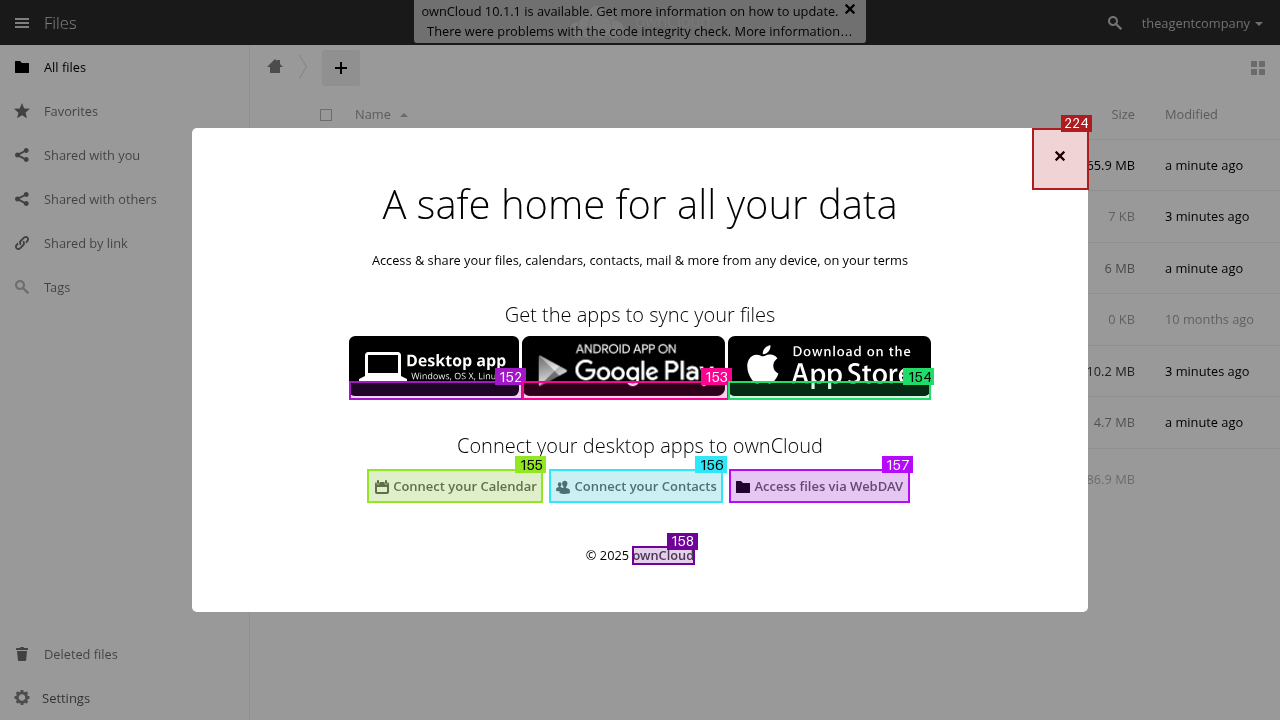 Files
ownCloud 10.1.1 is available. Get more information on how to update.
There were problems with the code integrity check. More information…
theagentcompany
All files
Favorites
Shared with you
Shared with others
Shared by link
Tags
Deleted files
Settings
Name
Size
Modified
65.9 MB
a minute ago
7 KB
3 minutes ago
6 MB
a minute ago
0 KB
10 months ago
10.2 MB
3 minutes ago
4.7 MB
a minute ago
86.9 MB
224
A safe home for all your data
Access & share your files, calendars, contacts, mail & more from any device, on your terms
Get the apps to sync your files
Desktop app
Windows, OS X,
152
ANDROID APP ON
Google Play
153
Download on the
App Store
154
Connect your desktop apps to ownCloud
155
Connect your Calendar
156
Connect your Contacts
157
Access files via WebDAV
158
© 2025 ownCloud